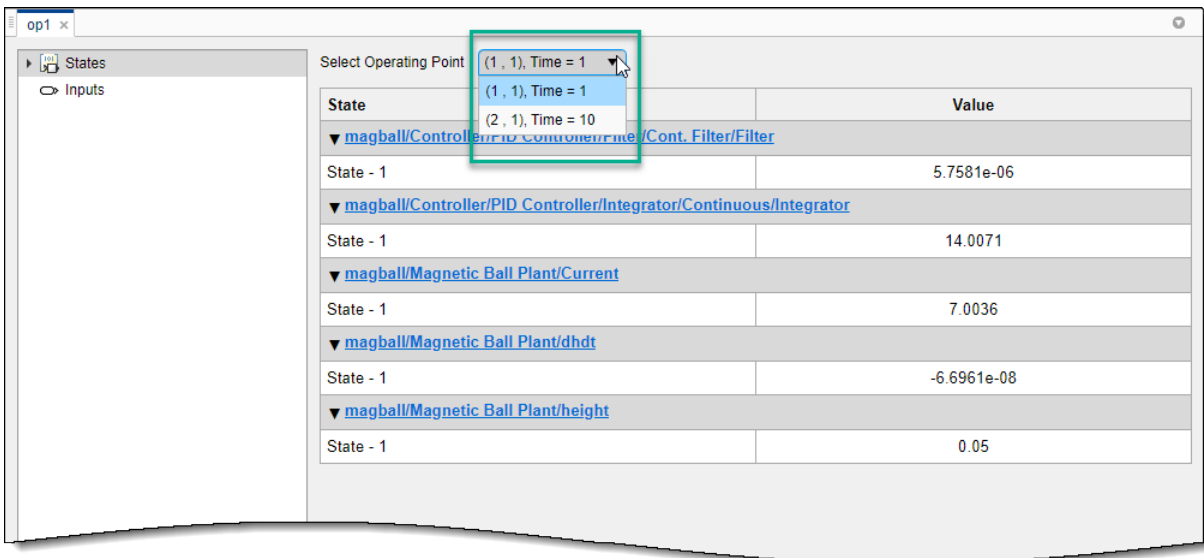 op1 ×
States
Inputs
Select Operating Point (1 , 1), Time = 1
(1 , 1), Time = 1
(2 , 1), Time = 10
State Value
magball/Controller/PID Controller/Filter/Cont. Filter/Filter
State - 1 5.7581e-06
magball/Controller/PID Controller/Integrator/Continuous/Integrator
State - 1 14.0071
magball/Magnetic Ball Plant/Current
State - 1 7.0036
magball/Magnetic Ball Plant/dhdt
State - 1 -6.6961e-08
magball/Magnetic Ball Plant/height
State - 1 0.05